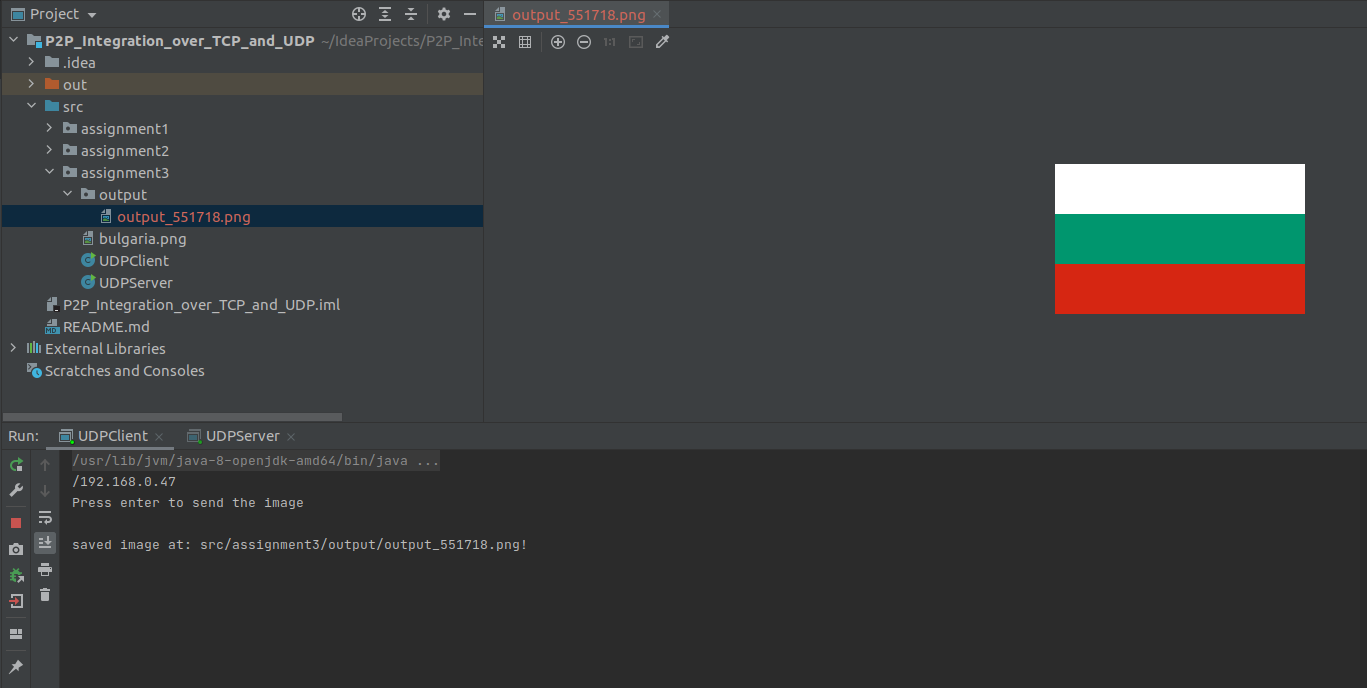 Project
output_551718.png
P2P_Integration_over_TCP_and_UDP ~/IdeaProjects/P2P_Inte
1:1
.idea
out
src
assignment1
assignment2
assignment3
output
output_551718.png
bulgaria.png
UDPClient
UDPServer
P2P_Integration_over_TCP_and_UDP.iml
README.md
External Libraries
Scratches and Consoles
Run: UDPClient UDPServer
/usr/lib/jvm/java-8-openjdk-amd64/bin/java ...
/192.168.0.47
Press enter to send the image
saved image at: src/assignment3/output/output_551718.png!